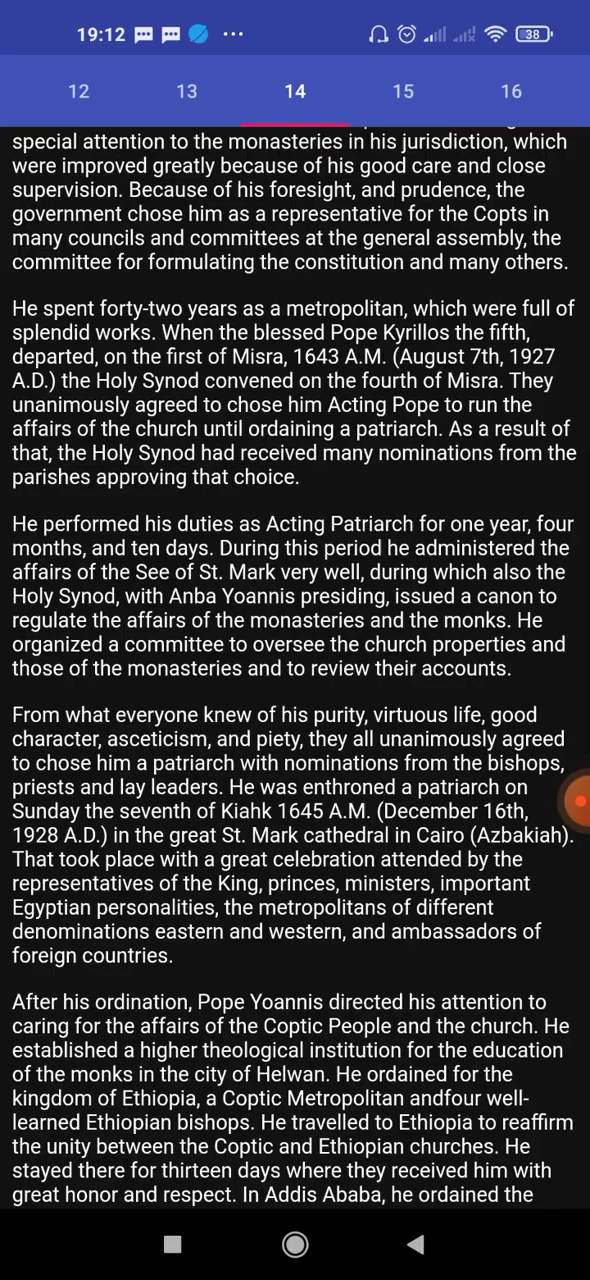 19:12
38
12 13 14 15 16
special attention to the monasteries in his jurisdiction, which
were improved greatly because of his good care and close
supervision. Because of his foresight, and prudence, the
government chose him as a representative for the Copts in
many councils and committees at the general assembly, the
committee for formulating the constitution and many others.
He spent forty-two years as a metropolitan, which were full of
splendid works. When the blessed Pope Kyrillos the fifth,
departed, on the first of Misra, 1643 A.M. (August 7th, 1927
A.D.) the Holy Synod convened on the fourth of Misra. They
unanimously agreed to chose him Acting Pope to run the
affairs of the church until ordaining a patriarch. As a result of
that, the Holy Synod had received many nominations from the
parishes approving that choice.
He performed his duties as Acting Patriarch for one year, four
months, and ten days. During this period he administered the
affairs of the See of St. Mark very well, during which also the
Holy Synod, with Anba Yoannis presiding, issued a canon to
regulate the affairs of the monasteries and the monks. He
organized a committee to oversee the church properties and
those of the monasteries and to review their accounts.
From what everyone knew of his purity, virtuous life, good
character, asceticism, and piety, they all unanimously agreed
to chose him a patriarch with nominations from the bishops,
priests and lay leaders. He was enthroned a patriarch on
Sunday the seventh of Kiahk 1645 A.M. (December 16th,
1928 A.D.) in the great St. Mark cathedral in Cairo (Azbakiah).
That took place with a great celebration attended by the
representatives of the King, princes, ministers, important
Egyptian personalities, the metropolitans of different
denominations eastern and western, and ambassadors of
foreign countries.
After his ordination, Pope Yoannis directed his attention to
caring for the affairs of the Coptic People and the church. He
established a higher theological institution for the education
of the monks in the city of Helwan. He ordained for the
kingdom of Ethiopia, a Coptic Metropolitan andfour well-
learned Ethiopian bishops. He travelled to Ethiopia to reaffirm
the unity between the Coptic and Ethiopian churches. He
stayed there for thirteen days where they received him with
great honor and respect. In Addis Ababa, he ordained the